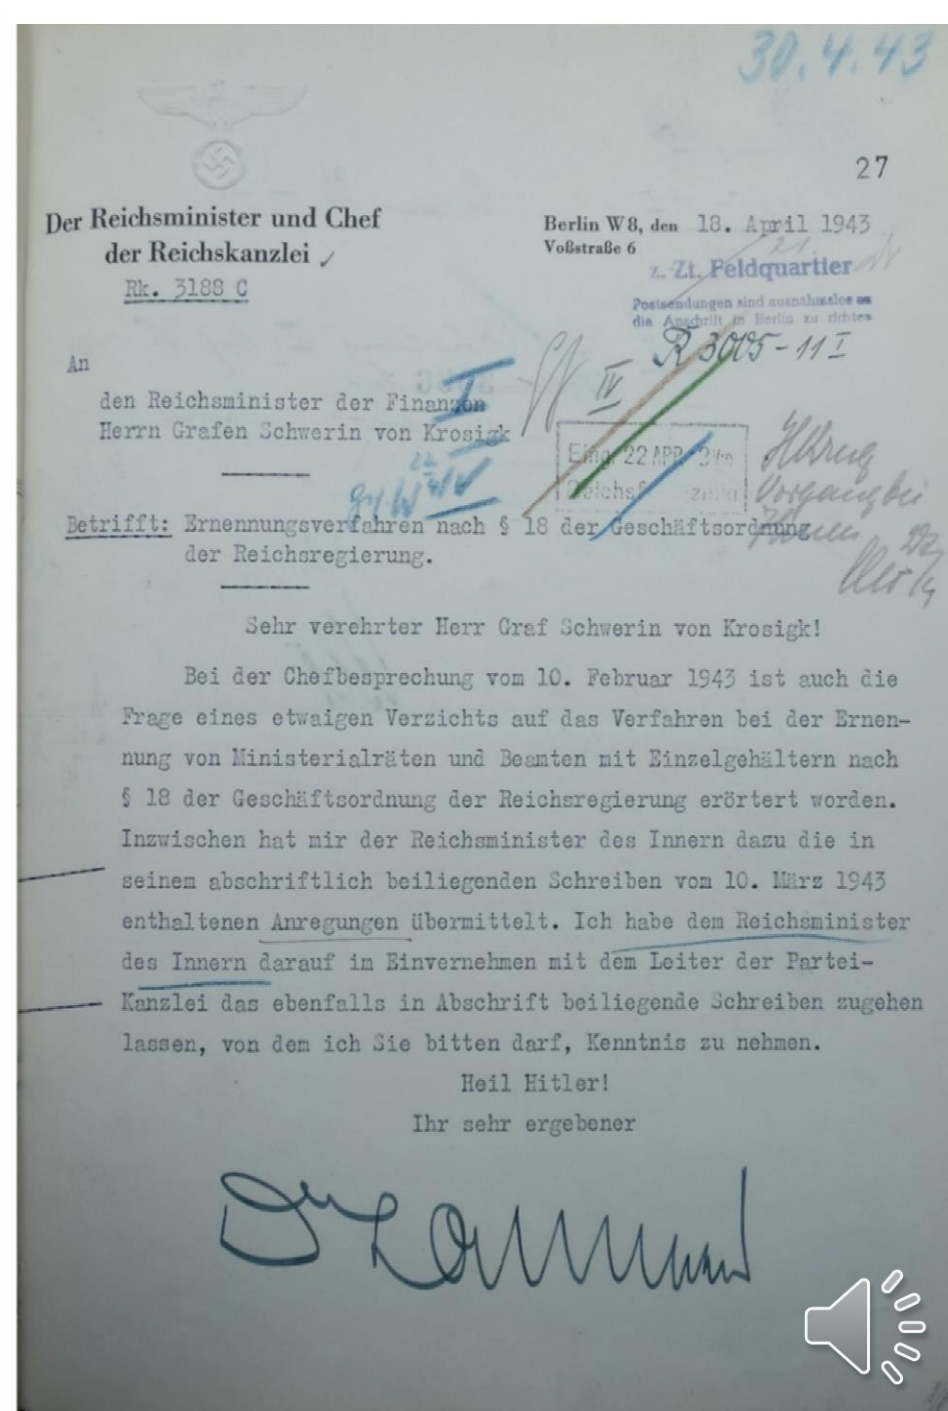 30.4.43
27
Der Reichsminister und Chef
der Reichskanzlei
Rk. 3188 C
Berlin W 8, den 18. April 1943
Voßstraße 6
21.
z. Zt. Feldquartier
Postsendungen sind ausnahmslos an
die Anschrift in Berlin zu richten
R 3005-11 I
An
den Reichsminister der Finanzen
Herrn Grafen Schwerin von Krosigk
I
IV
Eing. 22 APR.
22
Vorgang bei
Betrifft: Ernennungsverfahren nach § 18 der Geschäftsordnung
der Reichsregierung.
Sehr verehrter Herr Graf Schwerin von Krosigk!
Bei der Chefbesprechung vom 10. Februar 1943 ist auch die
Frage eines etwaigen Verzichts auf das Verfahren bei der Ernen-
nung von Ministerialräten und Beamten mit Einzelgehältern nach
§ 18 der Geschäftsordnung der Reichsregierung erörtert worden.
Inzwischen hat mir der Reichsminister des Innern dazu die in
seinem abschriftlich beiliegenden Schreiben vom 10. März 1943
enthaltenen Anregungen übermittelt. Ich habe dem Reichsminister
des Innern darauf im Einvernehmen mit dem Leiter der Partei-
Kanzlei das ebenfalls in Abschrift beiliegende Schreiben zugehen
lassen, von dem ich Sie bitten darf, Kenntnis zu nehmen.
Heil Hitler!
Ihr sehr ergebener
Dr Lammers